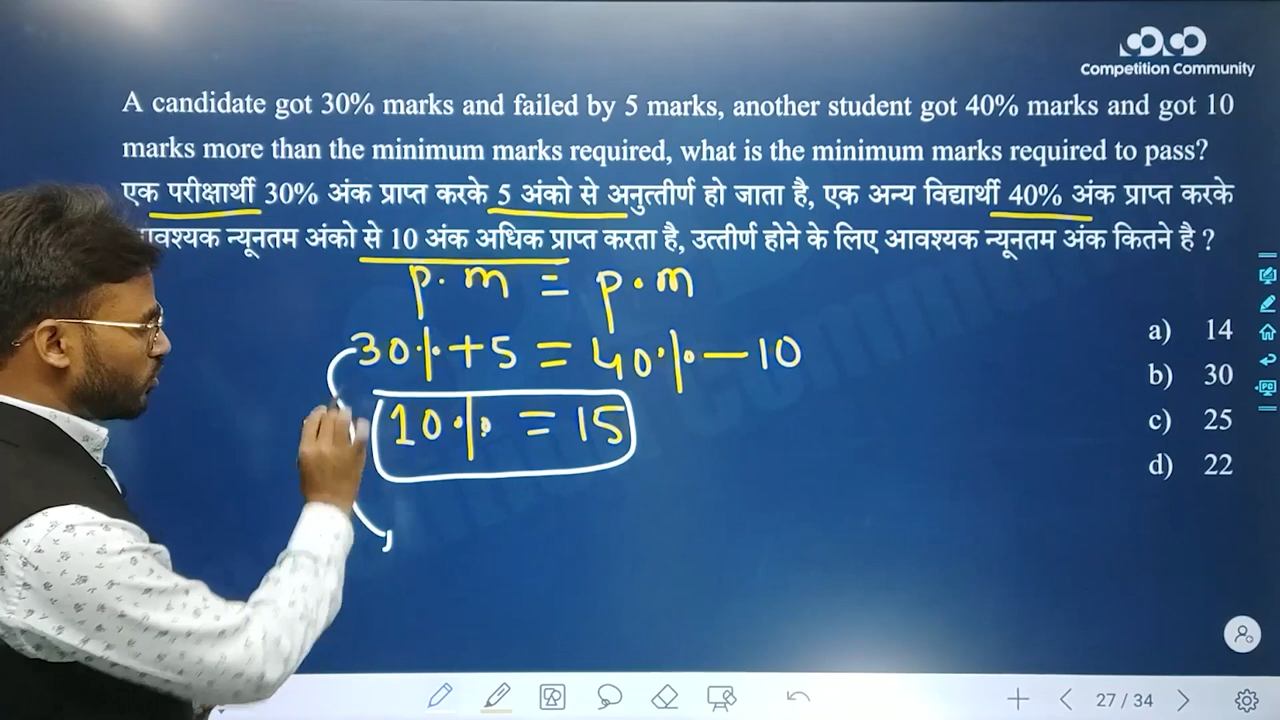 Competition Community
A candidate got 30% marks and failed by 5 marks, another student got 40% marks and got 10
marks more than the minimum marks required, what is the minimum marks required to pass?
एक परीक्षार्थी 30% अंक प्राप्त करके 5 अंको से अनुत्तीर्ण हो जाता है, एक अन्य विद्यार्थी 40% अंक प्राप्त करके
न्यूनतम अंको से 10 अंक अधिक प्राप्त करता है, उत्तीर्ण होने के लिए आवश्यक न्यूनतम अंक कितने है ?
p.m = p.m
30%+5 = 40%-10
10% = 15
a) 14
b) 30
c) 25
d) 22
27 / 34